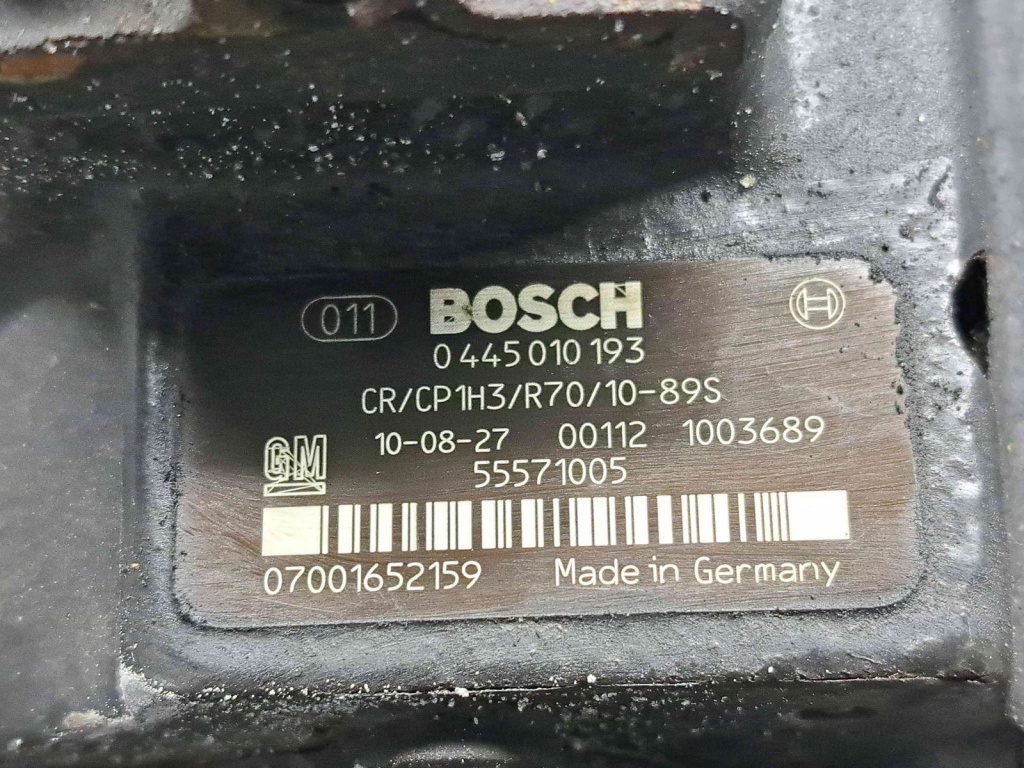 011 BOSCH
0 445 010 193
CR/CP1H3/R70/10-89S
GM 10-08-27 00112 1003689
55571005
07001652159 Made in Germany